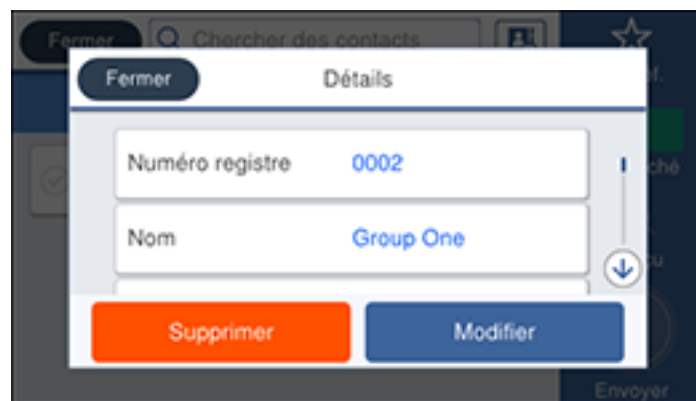 Fermer
Chercher des contacts
Fermer
Détails
Numéro registre
0002
Nom
Group One
Supprimer
Modifier
Envoyer